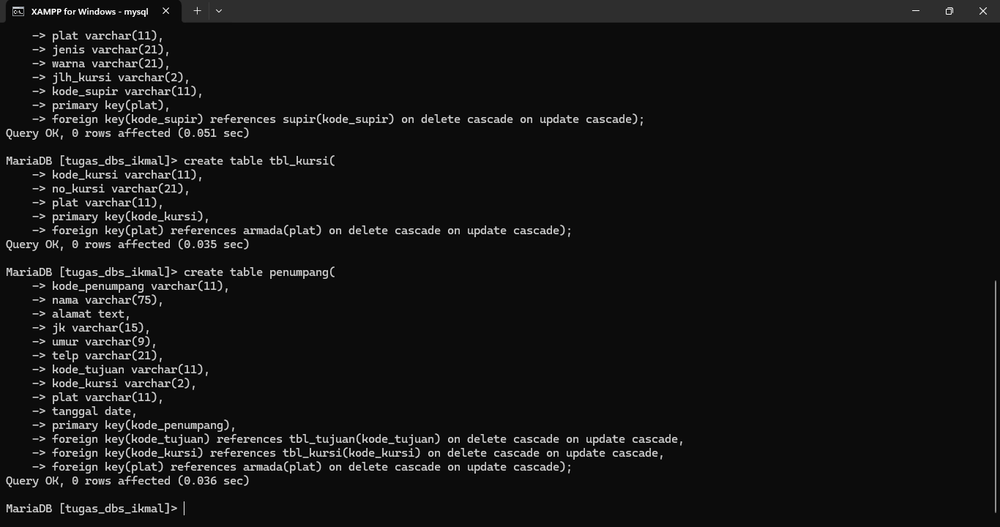 XAMPP for Windows - mysql
-> plat varchar(11),
-> jenis varchar(21),
-> warna varchar(21),
-> jlh_kursi varchar(2),
-> kode_supir varchar(11),
-> primary key(plat),
-> foreign key(kode_supir) references supir(kode_supir) on delete cascade on update cascade);
Query OK, 0 rows affected (0.051 sec)
MariaDB [tugas_dbs_ikmal]> create table tbl_kursi(
-> kode_kursi varchar(11),
-> no_kursi varchar(21),
-> plat varchar(11),
-> primary key(kode_kursi),
-> foreign key(plat) references armada(plat) on delete cascade on update cascade);
Query OK, 0 rows affected (0.035 sec)
MariaDB [tugas_dbs_ikmal]> create table penumpang(
-> kode_penumpang varchar(11),
-> nama varchar(75),
-> alamat text,
-> jk varchar(15),
-> umur varchar(9),
-> telp varchar(21),
-> kode_tujuan varchar(11),
-> kode_kursi varchar(2),
-> plat varchar(11),
-> tanggal date,
-> primary key(kode_penumpang),
-> foreign key(kode_tujuan) references tbl_tujuan(kode_tujuan) on delete cascade on update cascade,
-> foreign key(kode_kursi) references tbl_kursi(kode_kursi) on delete cascade on update cascade,
-> foreign key(plat) references armada(plat) on delete cascade on update cascade);
Query OK, 0 rows affected (0.036 sec)
MariaDB [tugas_dbs_ikmal]>